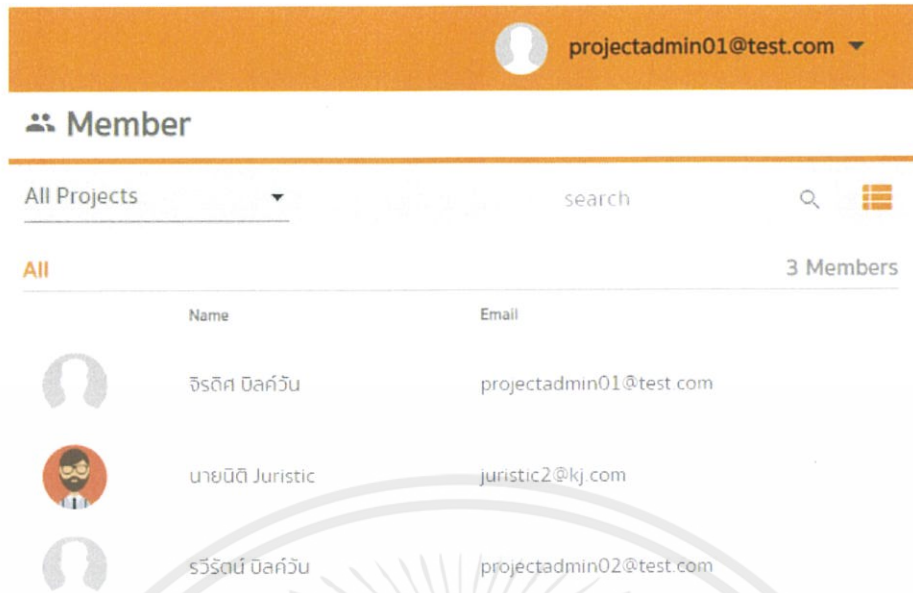 projectadmin01@test.com
Member
All Projects
search
All
3 Members
Name
Email
จิรดิศ บิลค์วัน
projectadmin01@test.com
นายนิติ Juristic
juristic2@kj.com
รวีรัตน์ บิลค์วัน
projectadmin02@test.com